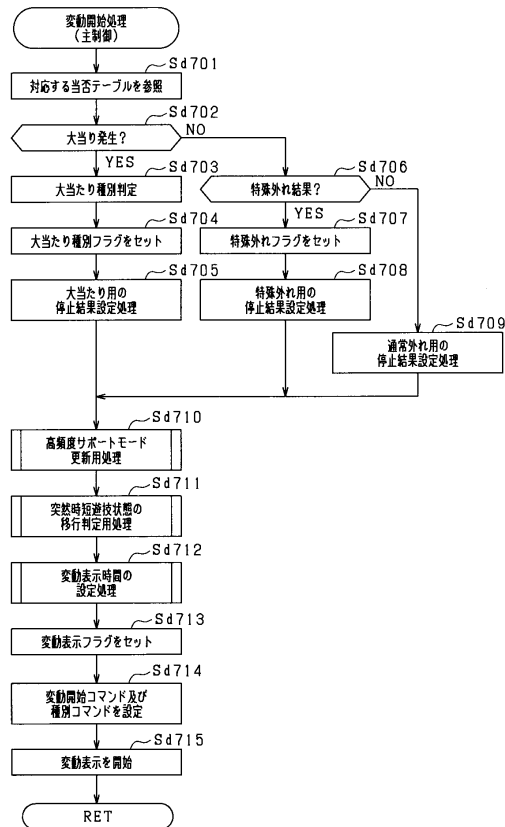 変動開始処理
(主制御)
Sd701
対応する当否テーブルを参照
Sd702
大当り発生?
NO
YES
Sd703
大当たり種別判定
Sd704
大当たり種別フラグをセット
Sd705
大当たり用の
停止結果設定処理
Sd706
特殊外れ結果?
NO
YES
Sd707
特殊外れフラグをセット
Sd708
特殊外れ用の
停止結果設定処理
Sd709
通常外れ用の
停止結果設定処理
Sd710
高頻度サポートモード
更新用処理
Sd711
突然時短遊技状態の
移行判定用処理
Sd712
変動表示時間の
設定処理
Sd713
変動表示フラグをセット
Sd714
変動開始コマンド及び
種別コマンドを設定
Sd715
変動表示を開始
RET